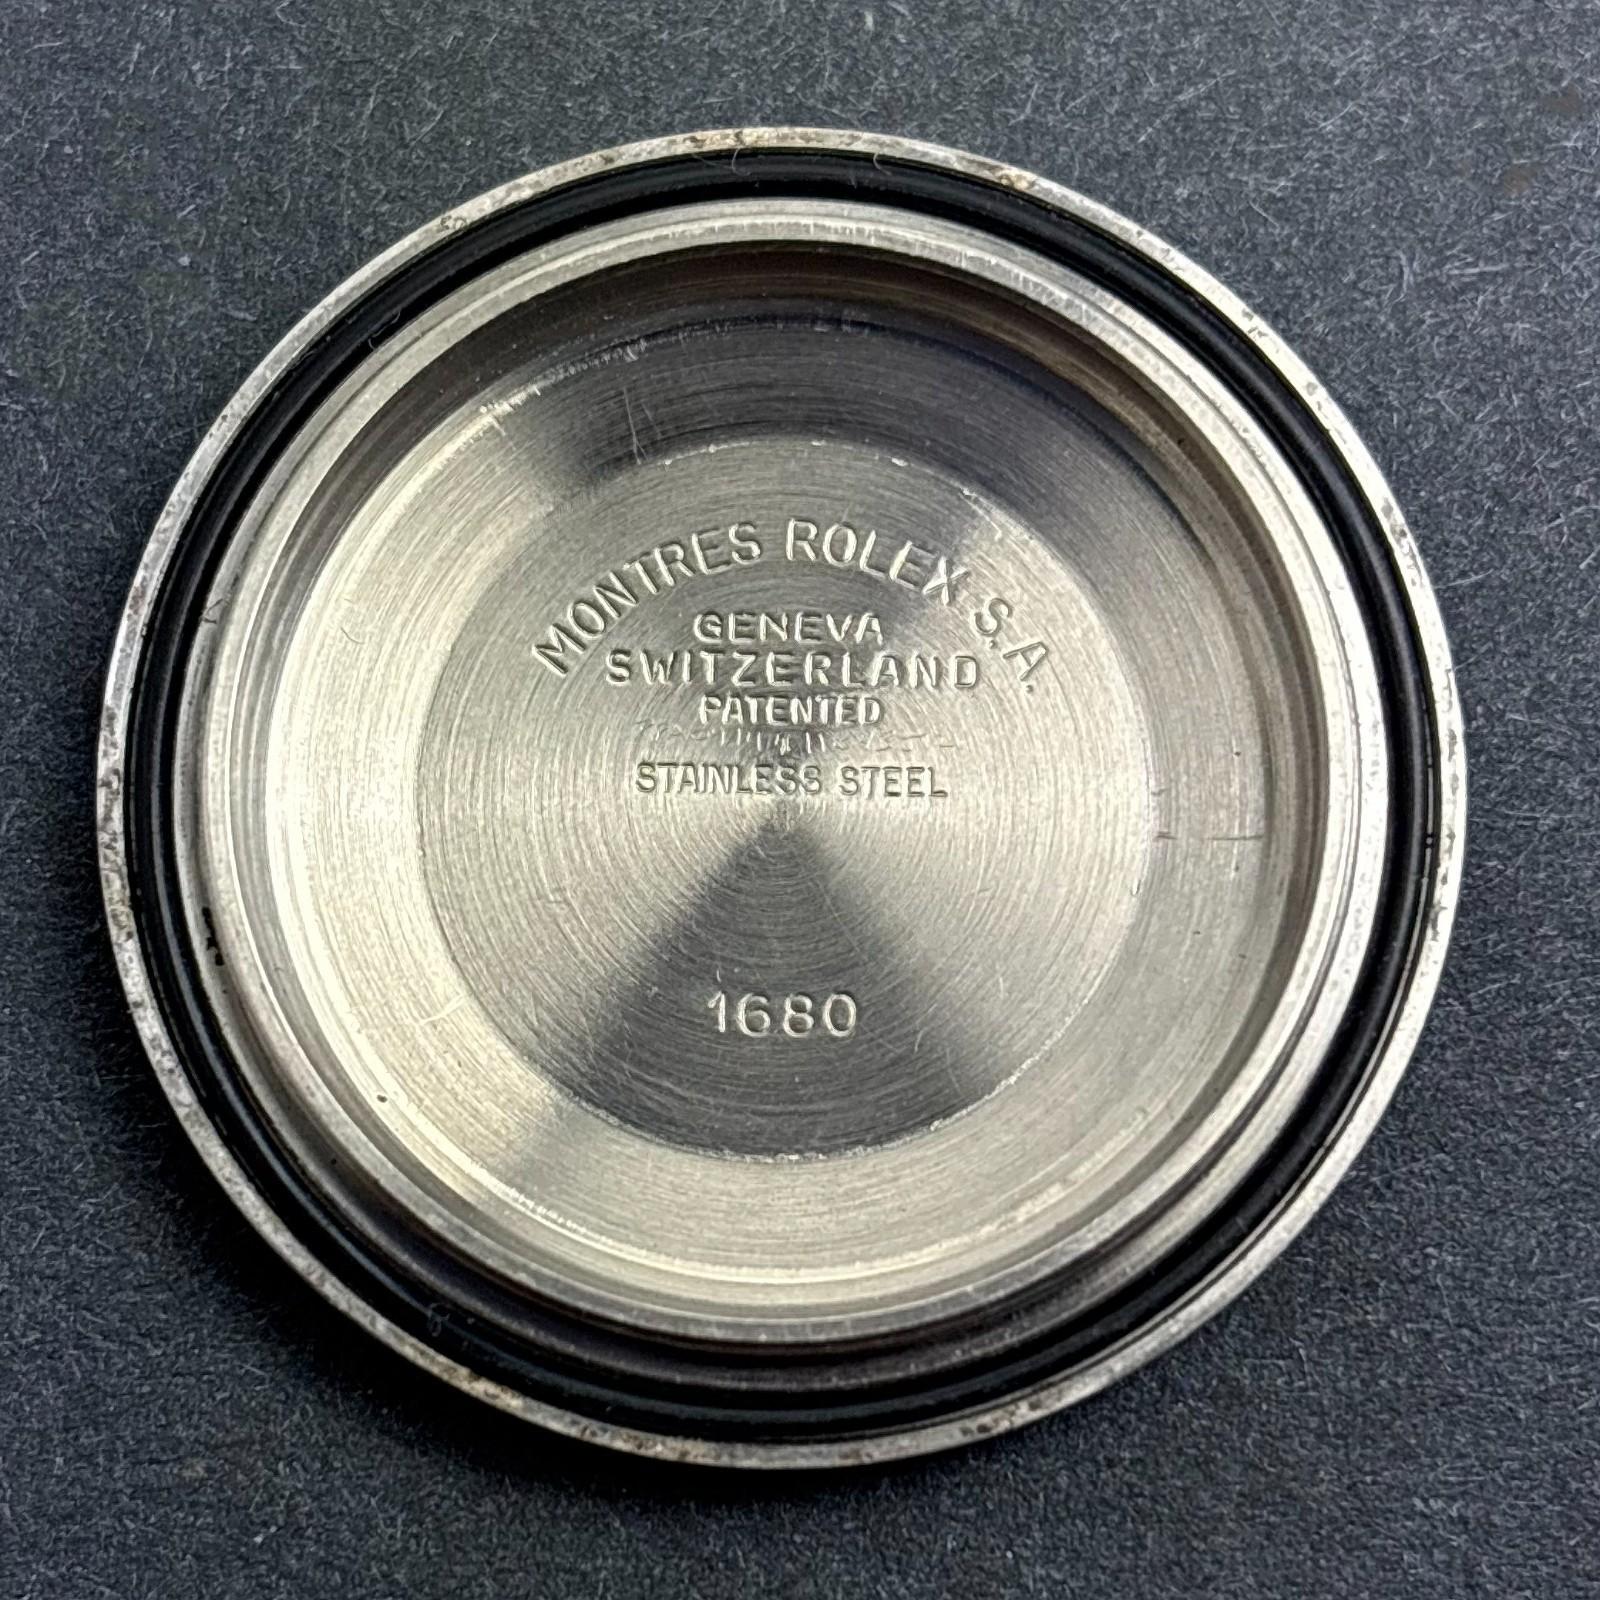 MONTRES ROLEX S.A.
GENEVA
SWITZERLAND
PATENTED
STAINLESS STEEL
1680